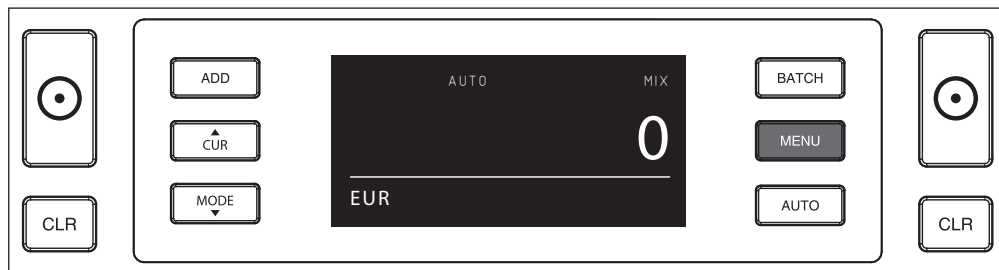 CLR
ADD
▲
CUR
MODE
▼
AUTO MIX
0
EUR
BATCH
MENU
AUTO
CLR